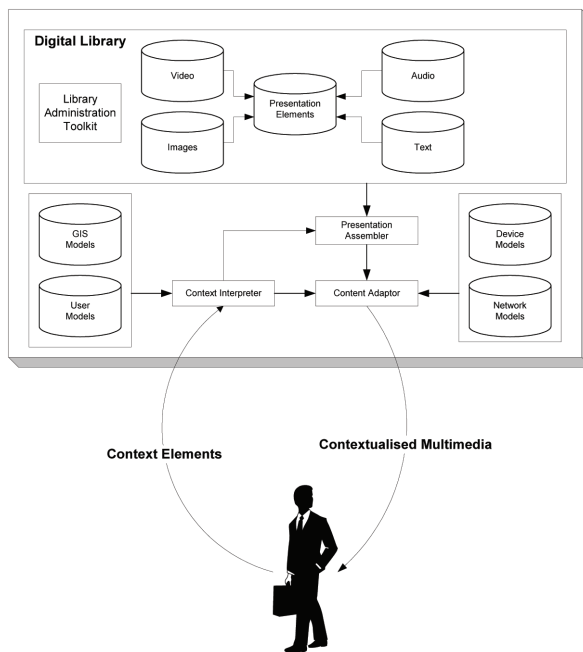 Digital Library
Video
Audio
Library
Administration
Toolkit
Presentation
Elements
Images
Text
GIS
Models
Presentation
Assembler
Device
Models
User
Models
Context Interpreter
Content Adaptor
Network
Models
Context Elements
Contextualised Multimedia